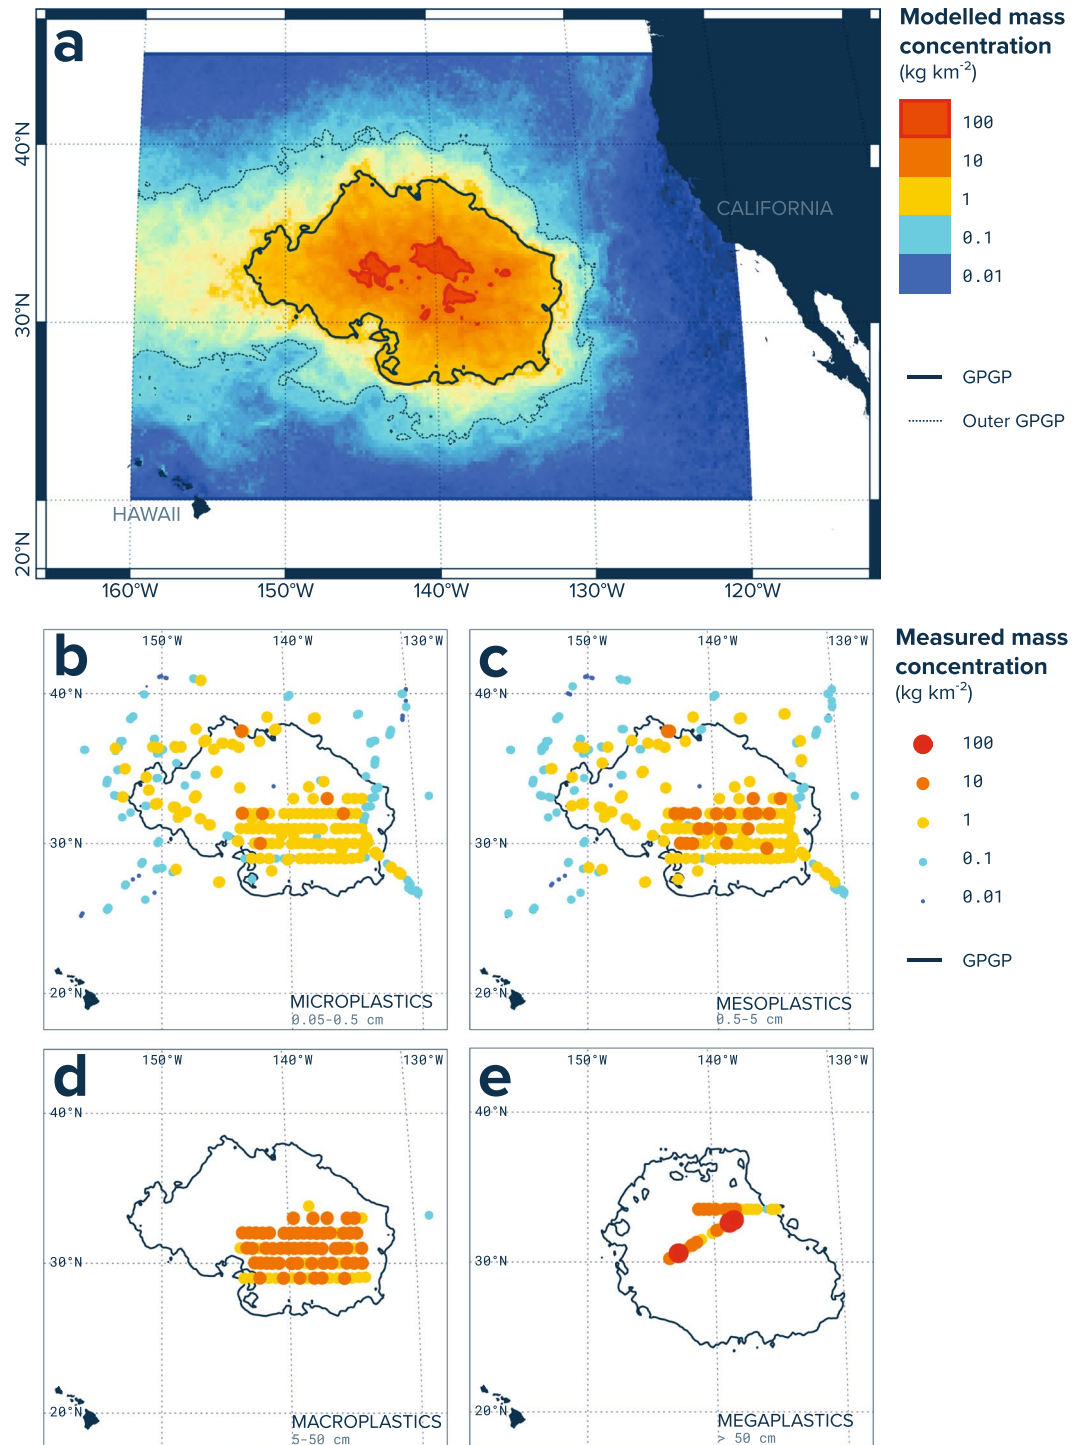 a
Modelled mass
concentration
(kg km-2)
100
10
1
0.1
0.01
GPGP
Outer GPGP
40°N
30°N
20°N
CALIFORNIA
HAWAII
160°W 150°W 140°W 130°W 120°W
b
150°W 140°W 130°W
40°N
30°N
20°N
MICROPLASTICS
0.05-0.5 cm
c
150°W 140°W 130°W
40°N
30°N
20°N
MESOPLASTICS
0.5-5 cm
Measured mass
concentration
(kg km-2)
100
10
1
0.1
0.01
GPGP
d
150°W 140°W 130°W
40°N
30°N
20°N
MACROPLASTICS
5-50 cm
e
150°W 140°W 130°W
40°N
30°N
20°N
MEGAPLASTICS
> 50 cm